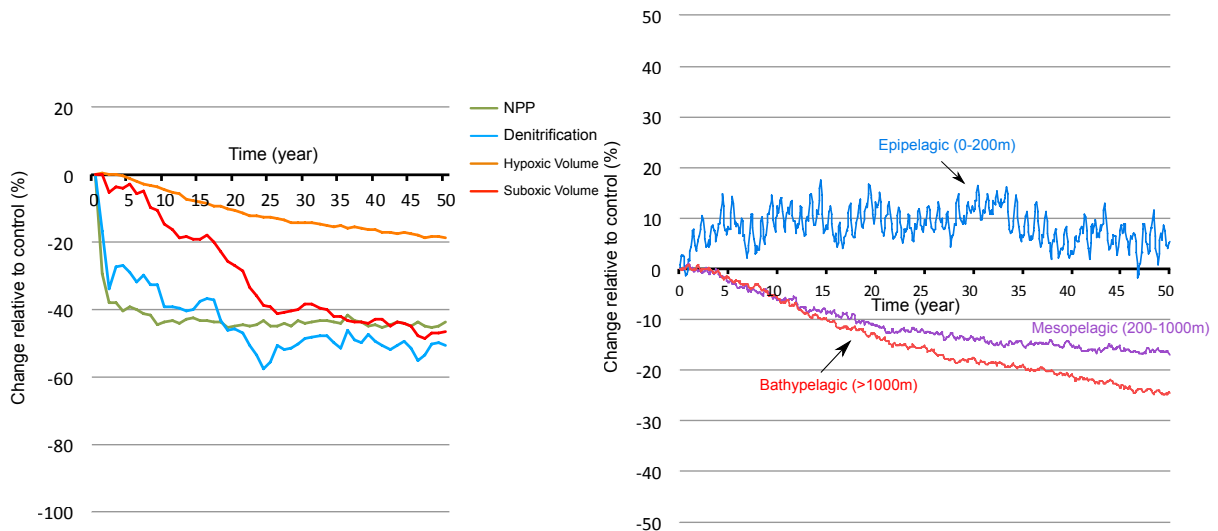 Change relative to control (%)
20
0
-20
-40
-60
-80
-100
Time (year)
0 5 10 15 20 25 30 35 40 45 50
NPP
Denitrification
Hypoxic Volume
Suboxic Volume
Change relative to control (%)
50
40
30
20
10
0
-10
-20
-30
-40
-50
Epipelagic (0-200m)
0 5 10 15 20 25 30 35 40 45 50
Time (year)
Mesopelagic (200-1000m)
Bathypelagic (>1000m)